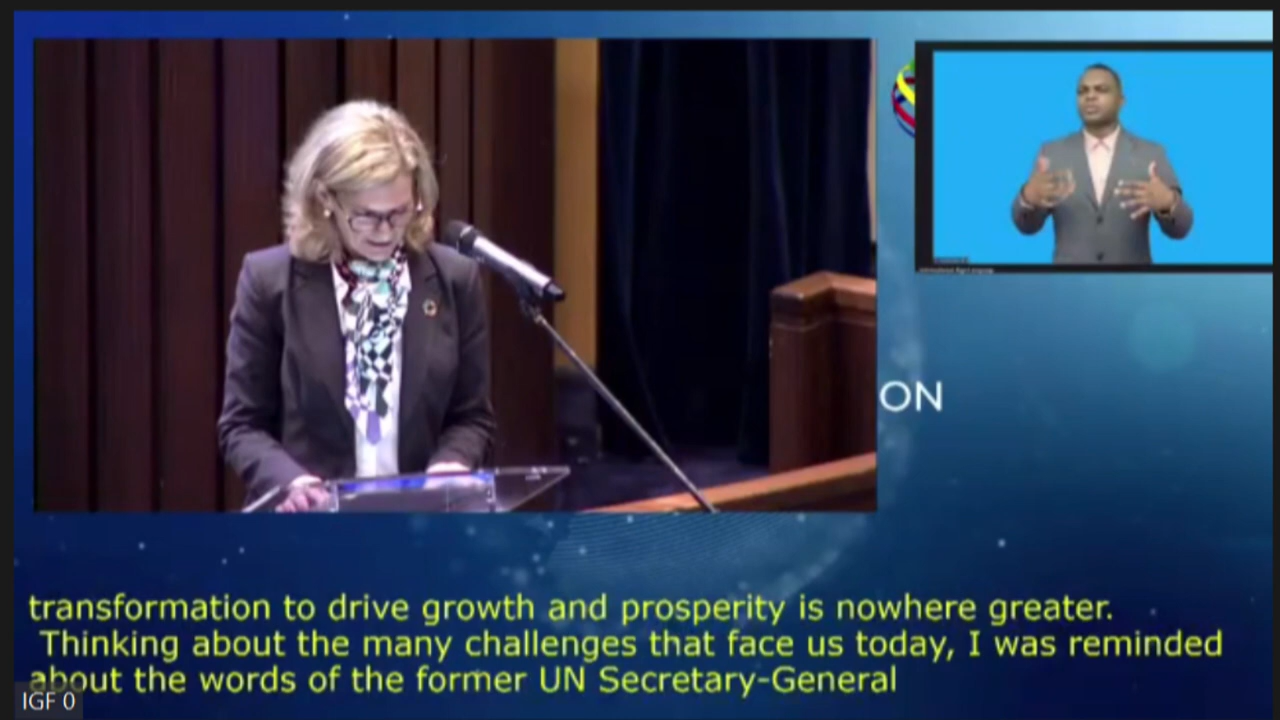 ON
transformation to drive growth and prosperity is nowhere greater.
Thinking about the many challenges that face us today, I was reminded
about the words of the former UN Secretary-General
IGF 0